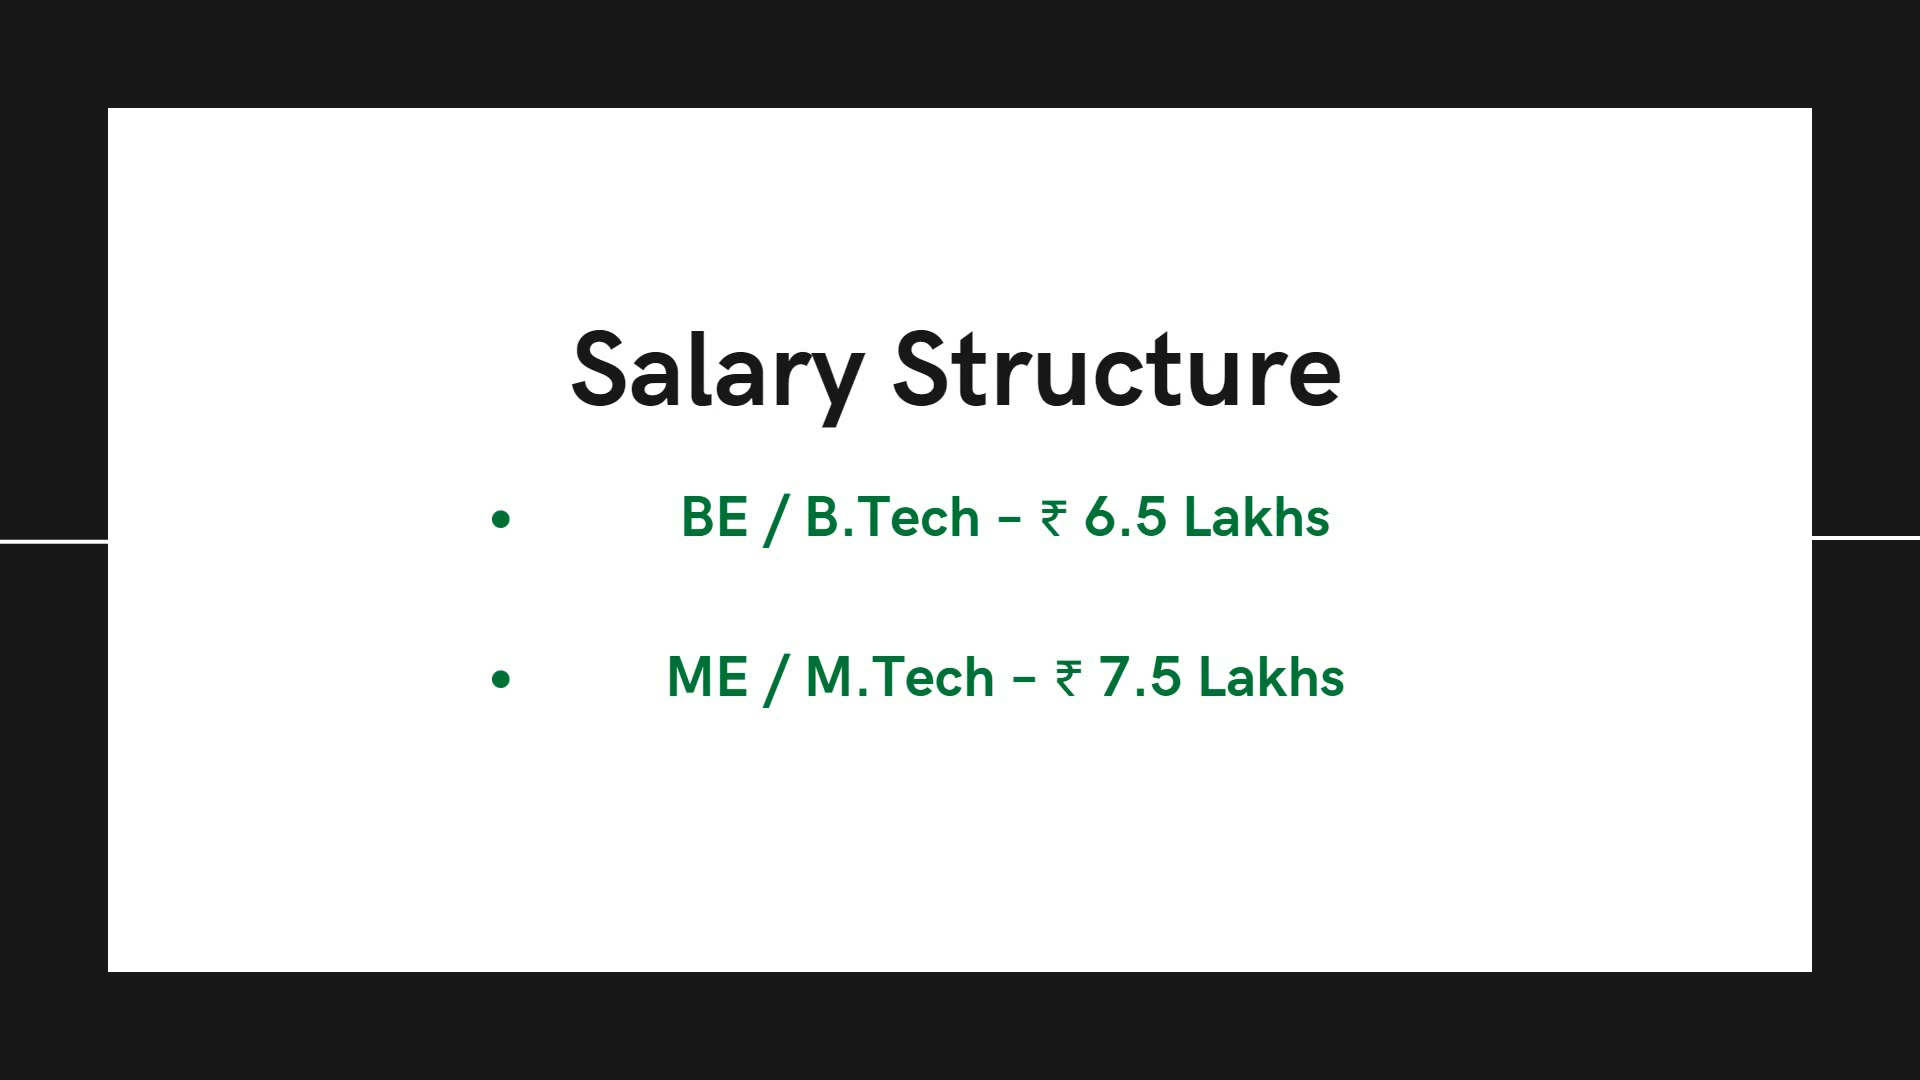 Salary Structure
• BE / B.Tech – ₹ 6.5 Lakhs
• ME / M.Tech – ₹ 7.5 Lakhs